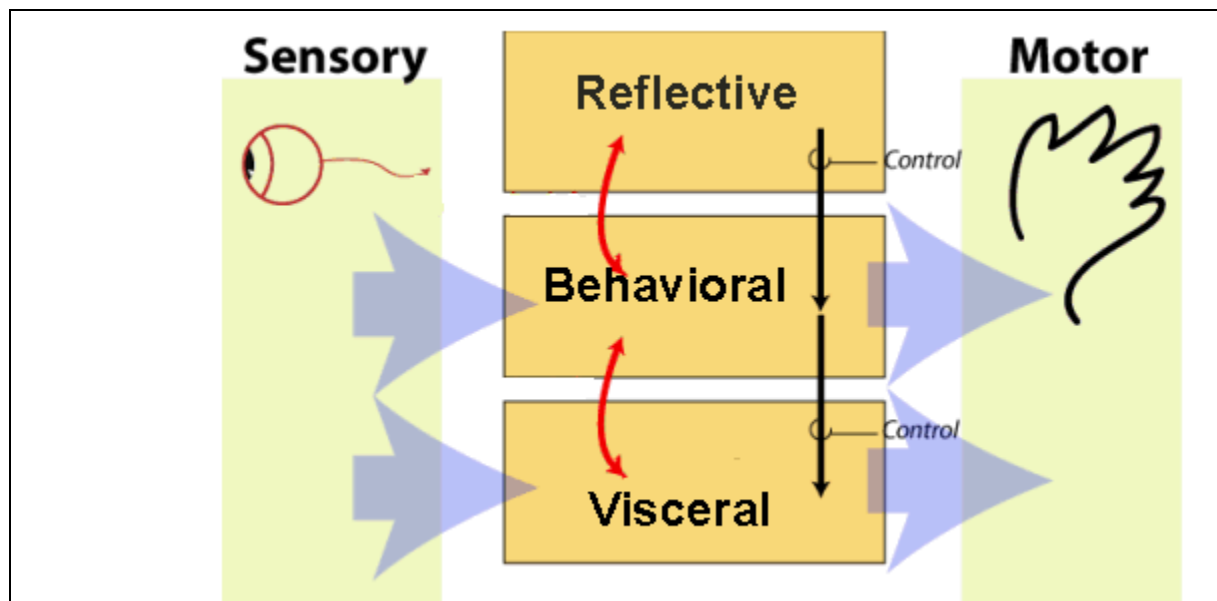 Sensory
Motor
Reflective
Control
Behavioral
Control
Visceral